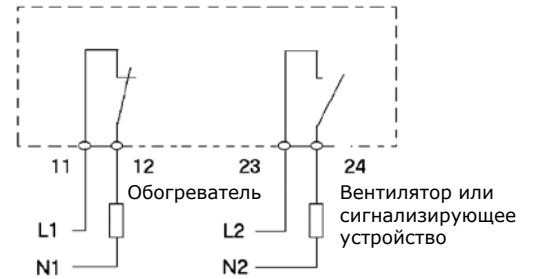 11 12 23 24
Обогреватель
Вентилятор или
сигнализирующее
устройство
L1 L2
N1 N2